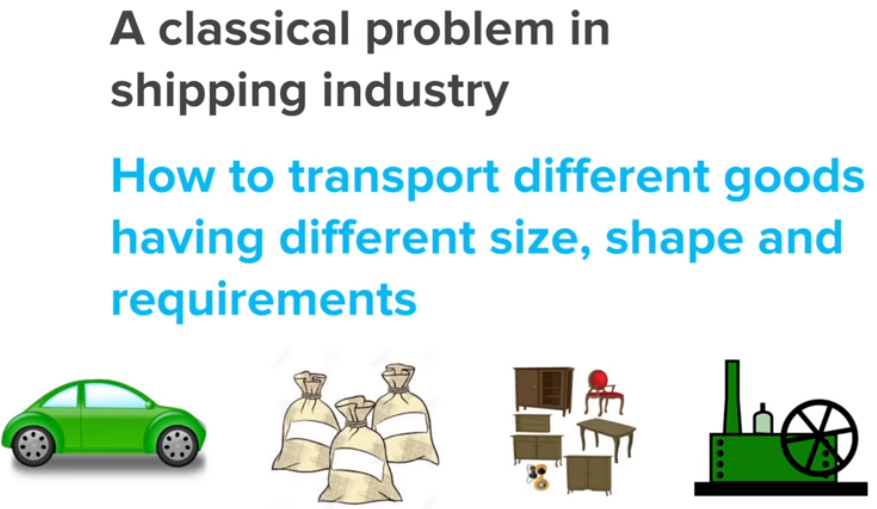 A classical problem in
shipping industry
How to transport different goods
having different size, shape and
requirements